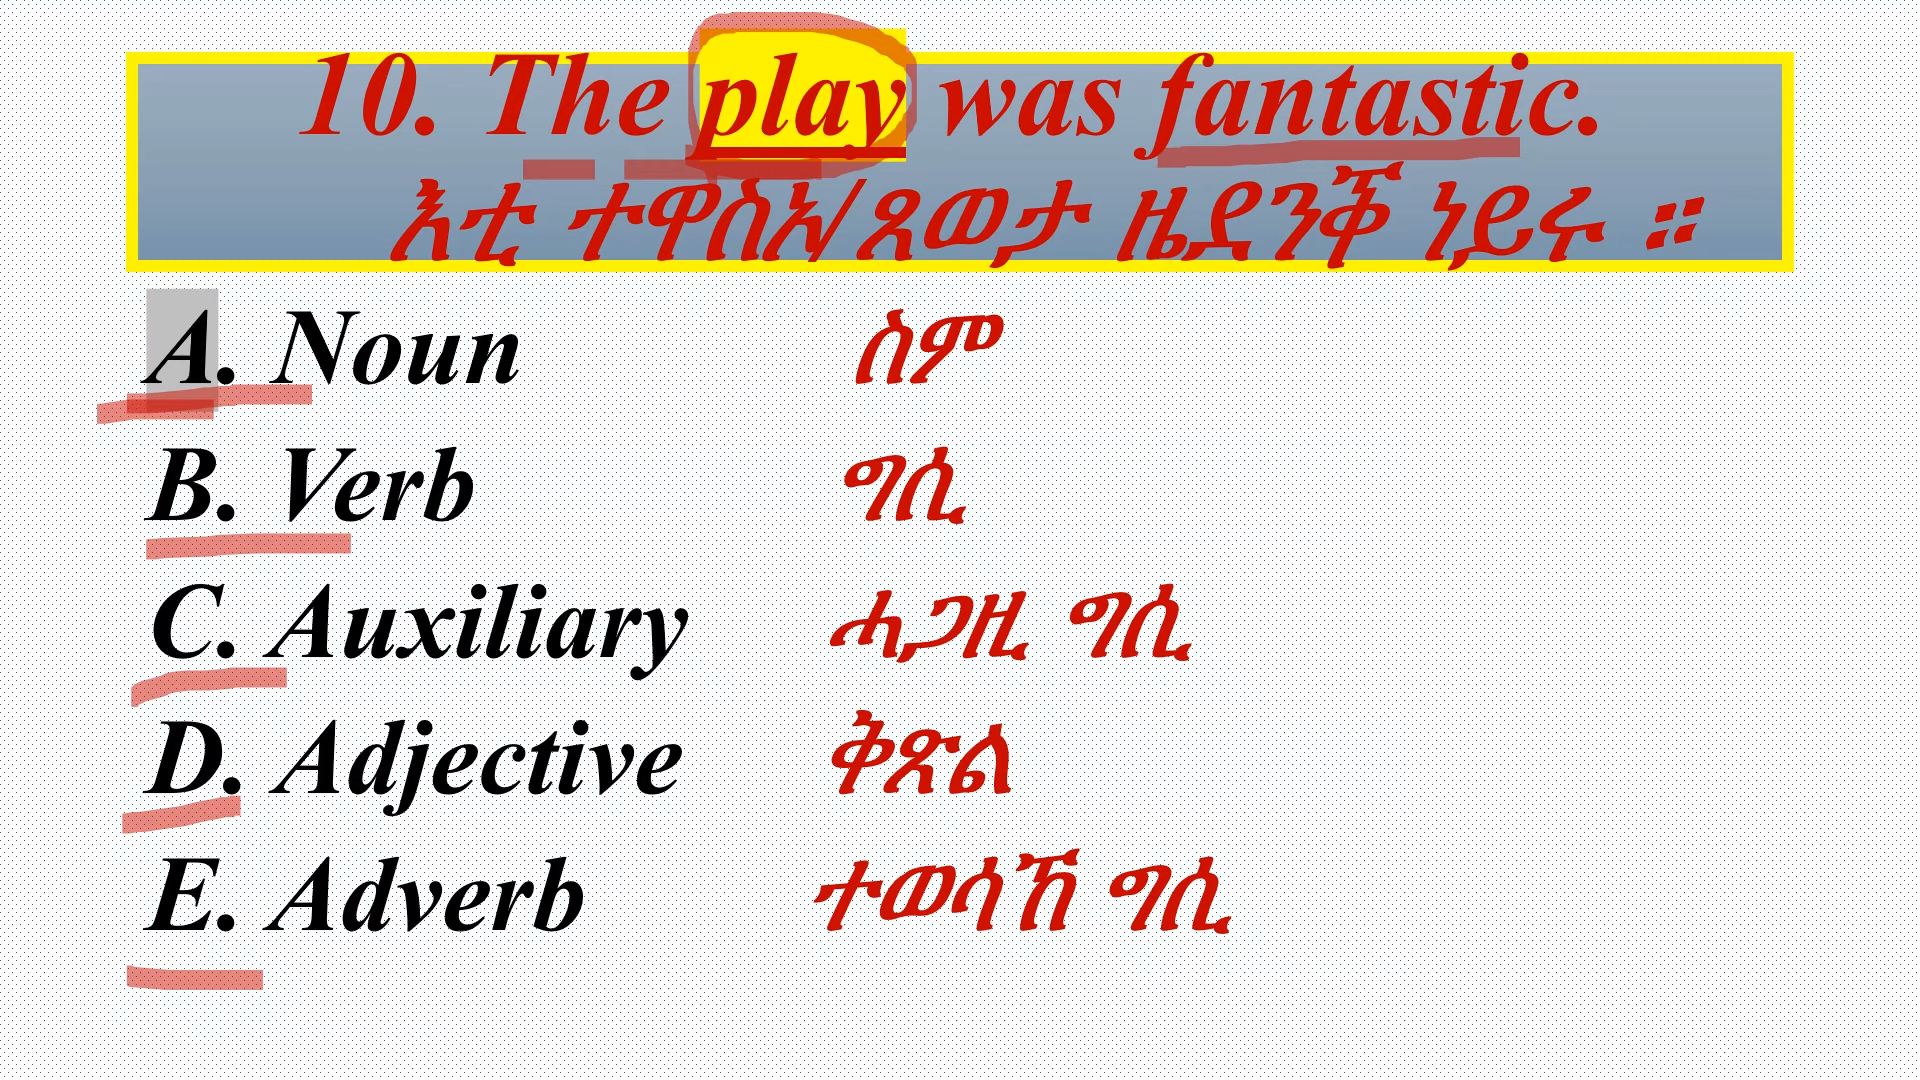 10. The play was fantastic.
እቲ ተዋስኦ/ጸወታ ዜደንቕ ነይሩ ።
A. Noun ስም
B. Verb ግሲ
C. Auxiliary ሓጋዚ ግሲ
D. Adjective ቅጽል
E. Adverb ተወሳኺ ግሲ